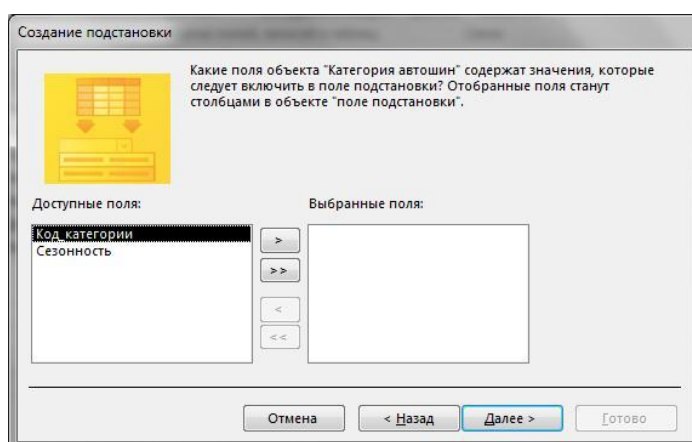 Создание подстановки
Какие поля объекта "Категория автошин" содержат значения, которые
следует включить в поле подстановки? Отобранные поля станут
столбцами в объекте "поле подстановки".
Доступные поля:
Выбранные поля:
Код_категории
Сезонность
>
>>
<
<<
Отмена
< Назад
Далее >
Готово